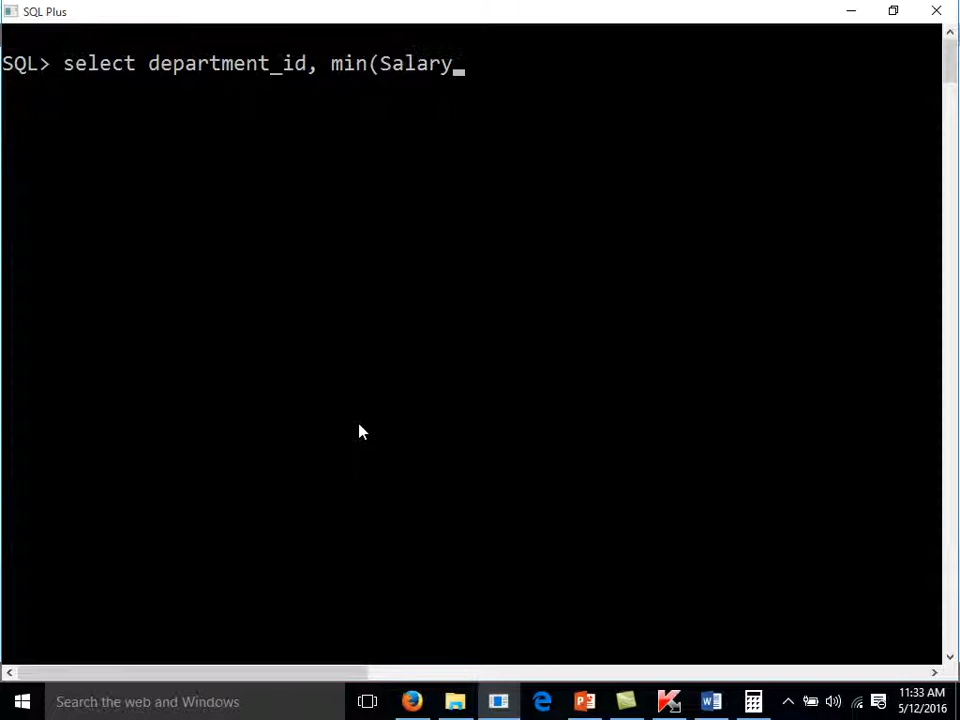 SQL Plus
SQL> select department_id, min(Salary
Search the web and Windows
11:33 AM
5/12/2016